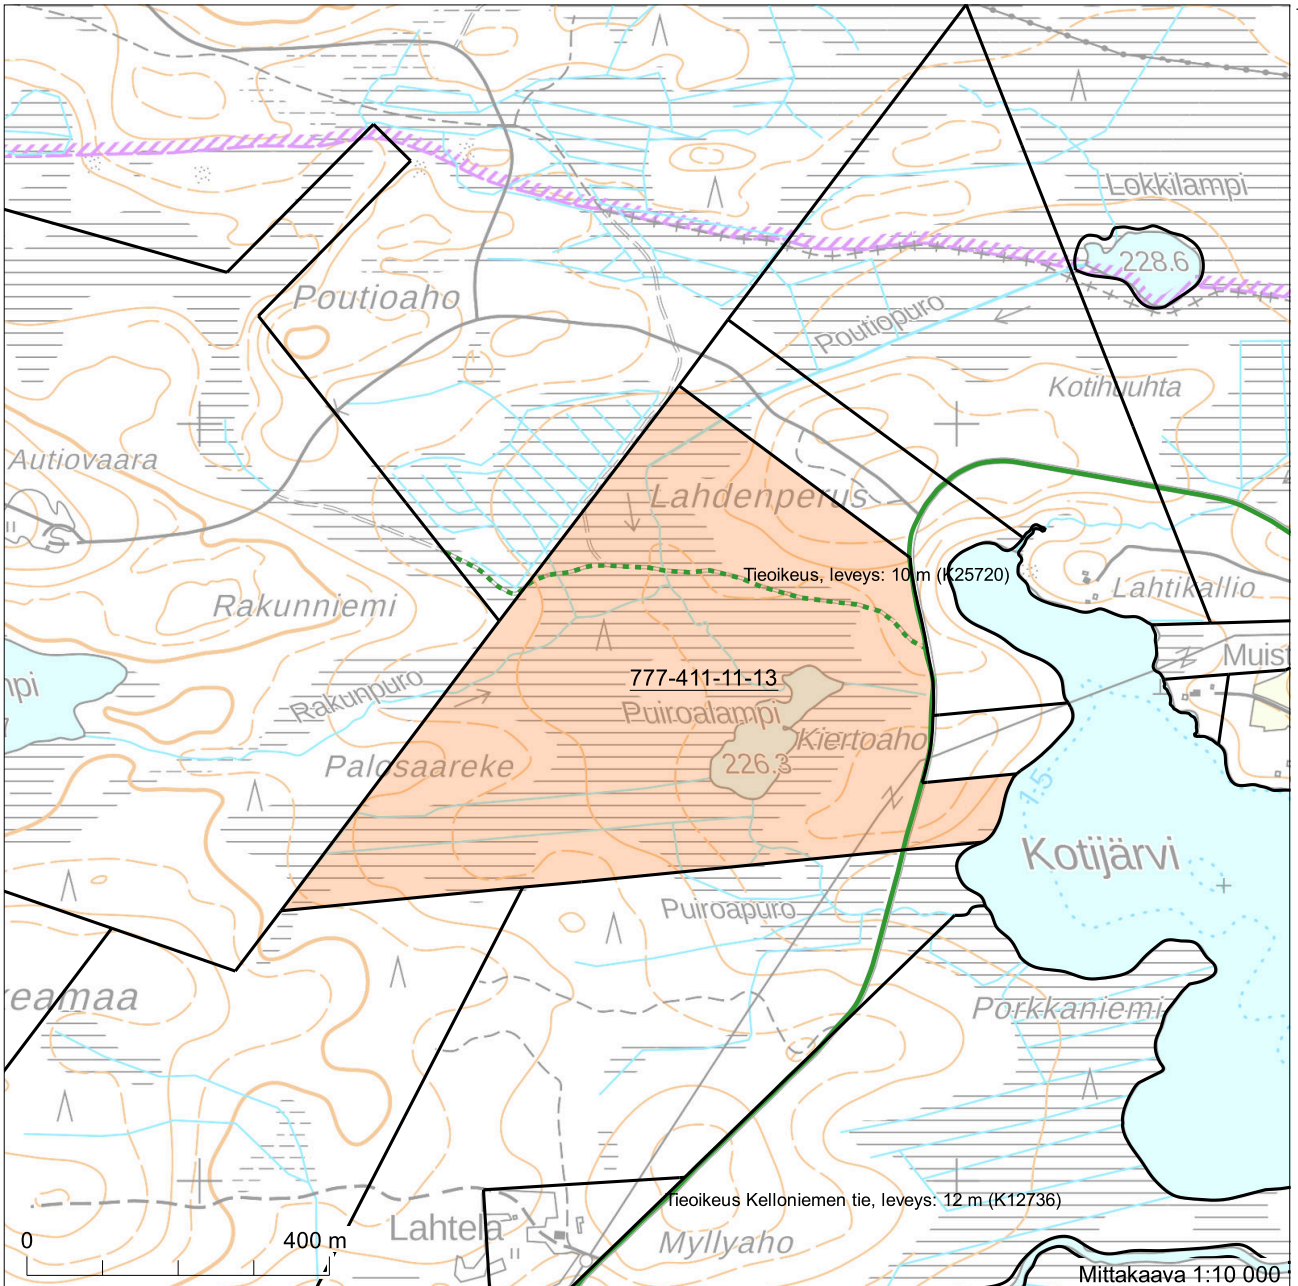 Lokkilampi
228.6
Poutioaho
Poutiopuro
Kotihuuhta
Autiovaara
Lahdenperus
Tieoikeus, leveys: 10 m (K25720)
Lahtikallio
Rakunniemi
777-411-11-13
Muist
mpi
Rakunpuro
Puiroalampi
Kiertoaho
Palosaareke
226.3
1.5
Kotijärvi
Puiroapuro
keamaa
Porkkaniemi
Tieoikeus Kelloniemen tie, leveys: 12 m (K12736)
Lahtela
Myllyaho
0
400 m
Mittakaava 1:10 000